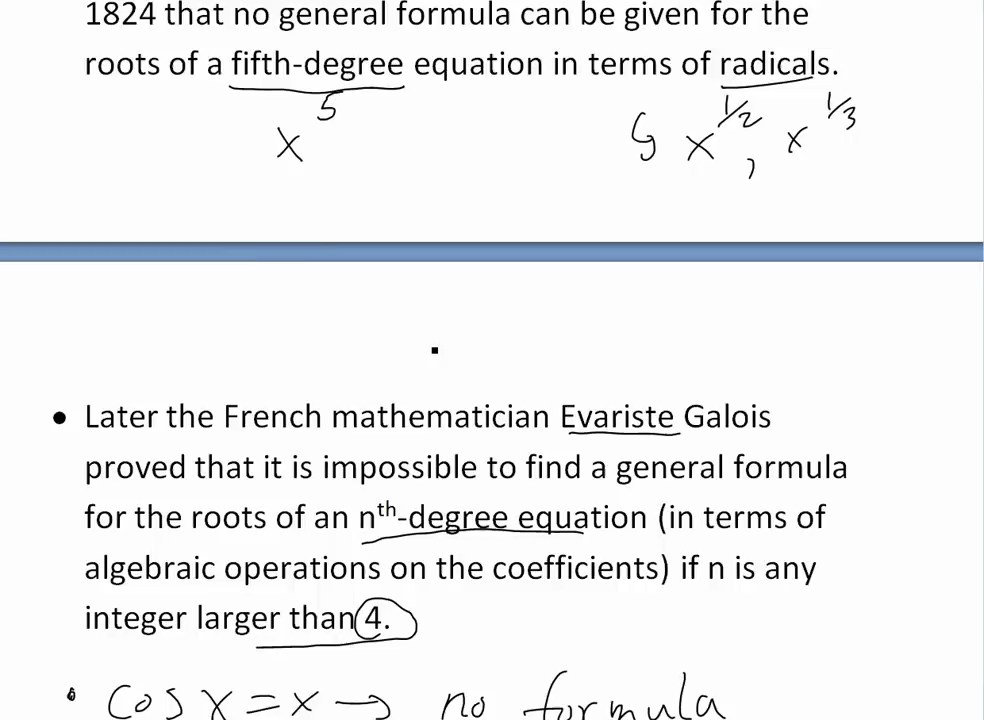 1824 that no general formula can be given for the
roots of a fifth-degree equation in terms of radicals.
x^5 ↳ x^1/2, x^1/3
• Later the French mathematician Evariste Galois
proved that it is impossible to find a general formula
for the roots of an nth-degree equation (in terms of
algebraic operations on the coefficients) if n is any
integer larger than 4.
• cos x = x → no formula